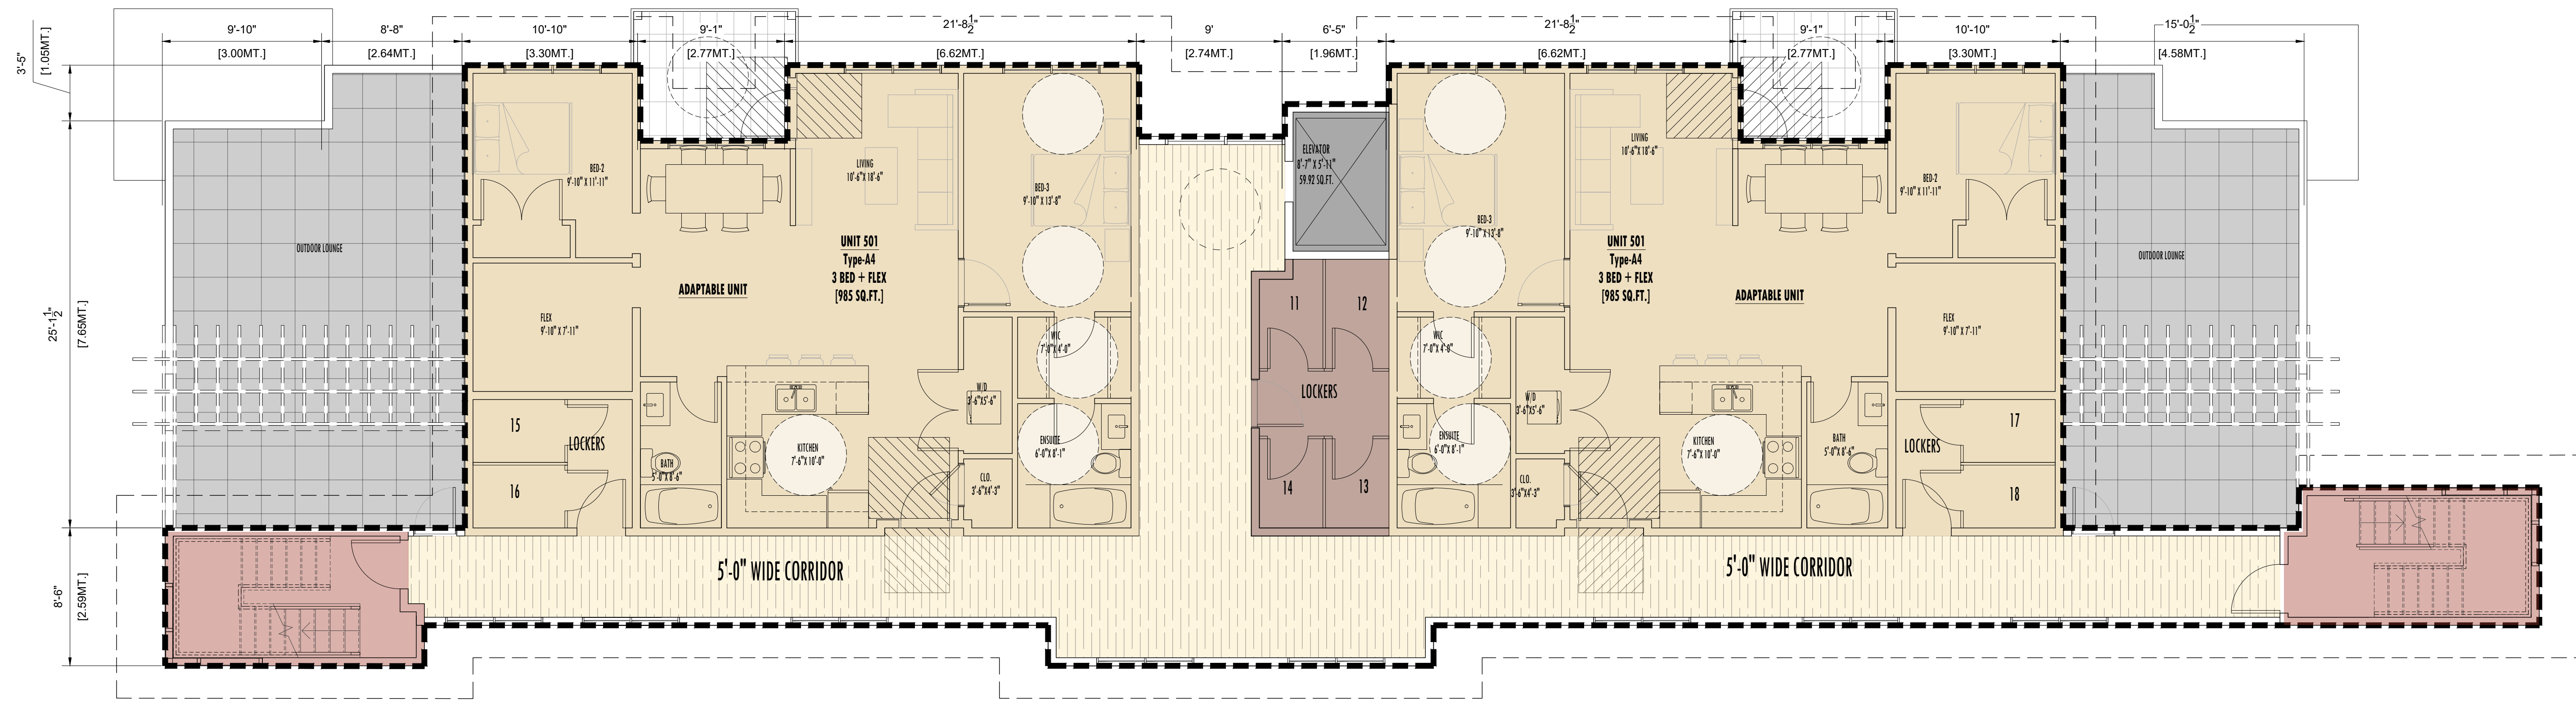 9'-10"
[3.00MT.]
8'-8"
[2.64MT.]
10'-10"
[3.30MT.]
9'-1"
[2.77MT.]
21'-8 1/2"
[6.62MT.]
9'
[2.74MT.]
6'-5"
[1.96MT.]
21'-8 1/2"
[6.62MT.]
9'-1"
[2.77MT.]
10'-10"
[3.30MT.]
15'-0 1/2"
[4.58MT.]
3'-5"
[1.05MT.]
25'-1 1/2"
[7.65MT.]
8'-6"
[2.59MT.]
OUTDOOR LOUNGE
BED-2
9'-10" X 11'-11"
LIVING
10'-6"X 18'-6"
BED-3
9'-10" X 13'-8"
UNIT 501
Type-A4
3 BED + FLEX
[985 SQ.FT.]
ADAPTABLE UNIT
FLEX
9'-10" X 7'-11"
WIC
7'-0"X 4'-0"
W/D
3'-6"X5'-6"
15
LOCKERS
16
BATH
5'-0"X 8'-6"
KITCHEN
7'-6"X 10'-0"
ENSUITE
6'-0"X 8'-1"
CLO.
3'-6"X4'-3"
5'-0" WIDE CORRIDOR
ELEVATOR
8'-7" X 5'-11"
59.92 SQ.FT.
11
12
LOCKERS
14
13
BED-3
9'-10" X 13'-8"
LIVING
10'-6"X 18'-6"
UNIT 501
Type-A4
3 BED + FLEX
[985 SQ.FT.]
ADAPTABLE UNIT
BED-2
9'-10" X 11'-11"
FLEX
9'-10" X 7'-11"
WIC
W/D
3'-6"X5'-6"
ENSUITE
6'-0"X 8'-1"
CLO.
3'-6"X4'-3"
KITCHEN
7'-6"X 10'-0"
BATH
5'-0"X 8'-6"
LOCKERS
17
18
OUTDOOR LOUNGE
5'-0" WIDE CORRIDOR